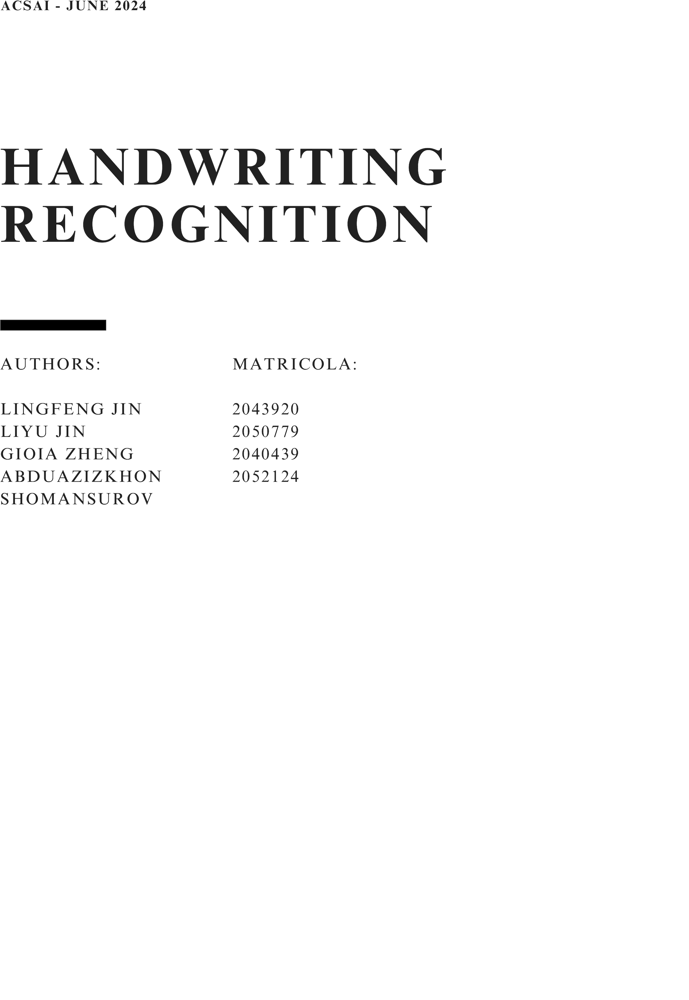 ACSAI - JUNE 2024
HANDWRITING
RECOGNITION
AUTHORS: MATRICOLA:
LINGFENG JIN 2043920
LIYU JIN 2050779
GIOIA ZHENG 2040439
ABDUAZIZKHON 2052124
SHOMANSUROV